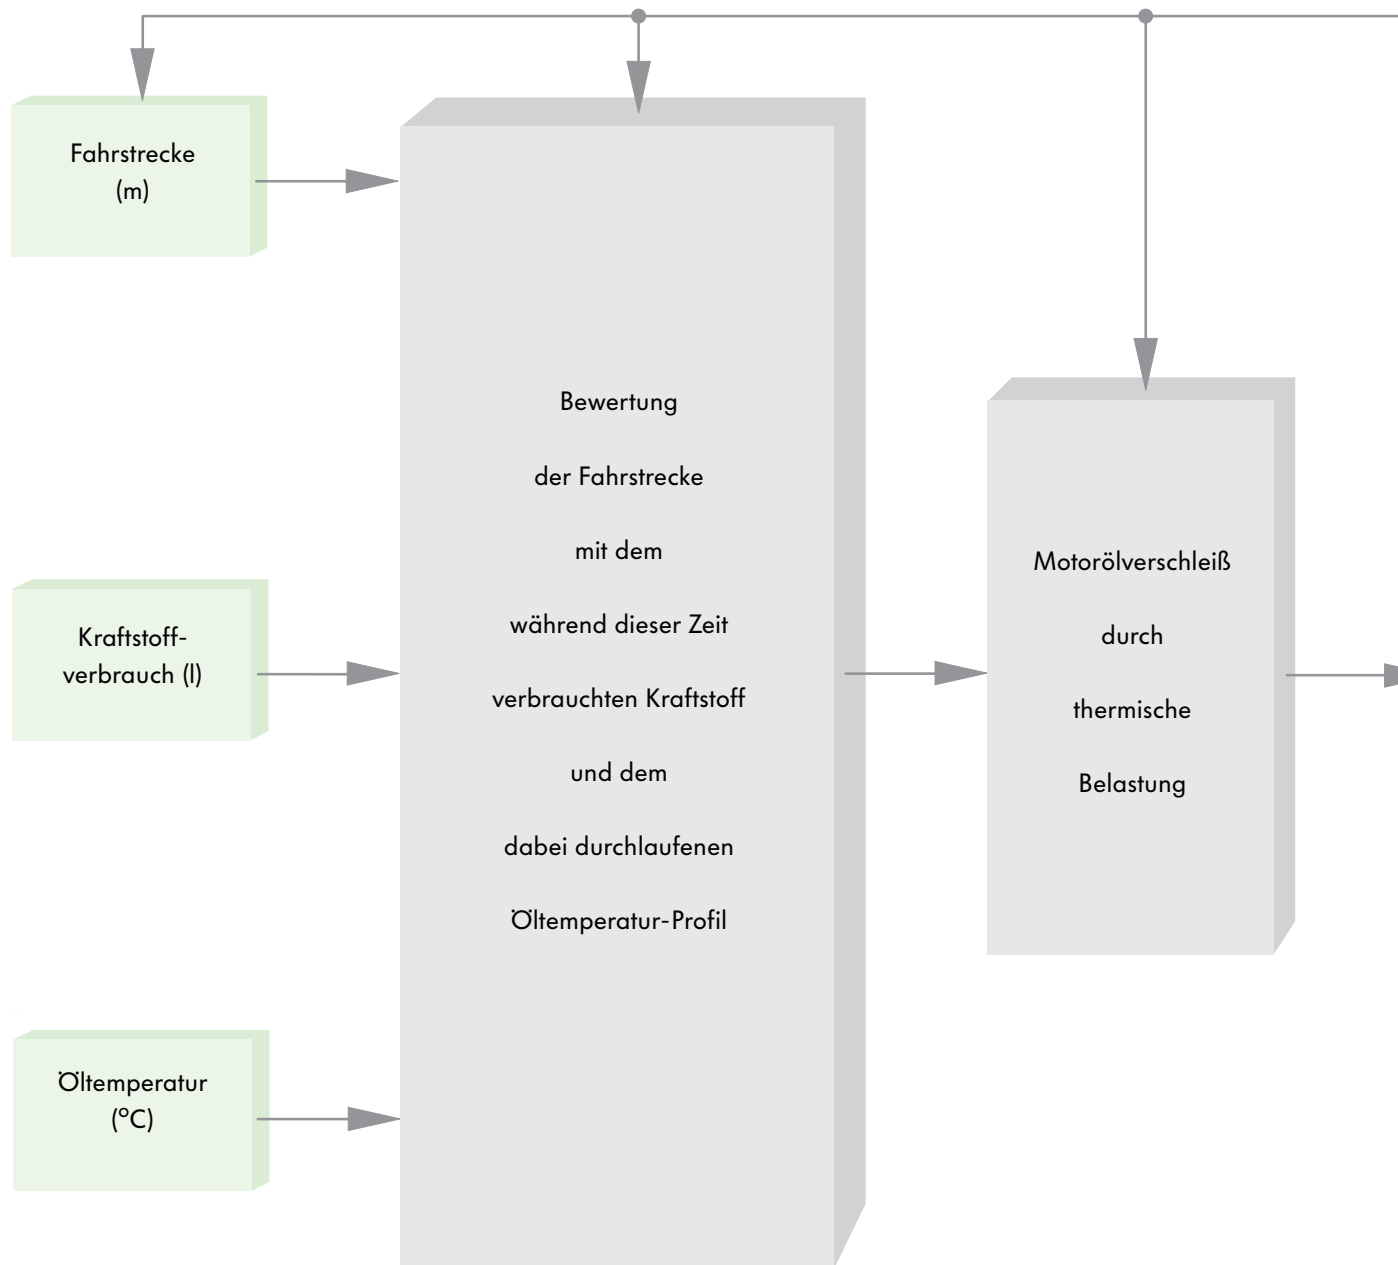 Fahrstrecke
(m)
Kraftstoff-
verbrauch (l)
Öltemperatur
(°C)
Bewertung
der Fahrstrecke
mit dem
während dieser Zeit
verbrauchten Kraftstoff
und dem
dabei durchlaufenen
Öltemperatur-Profil
Motorölverschleiß
durch
thermische
Belastung